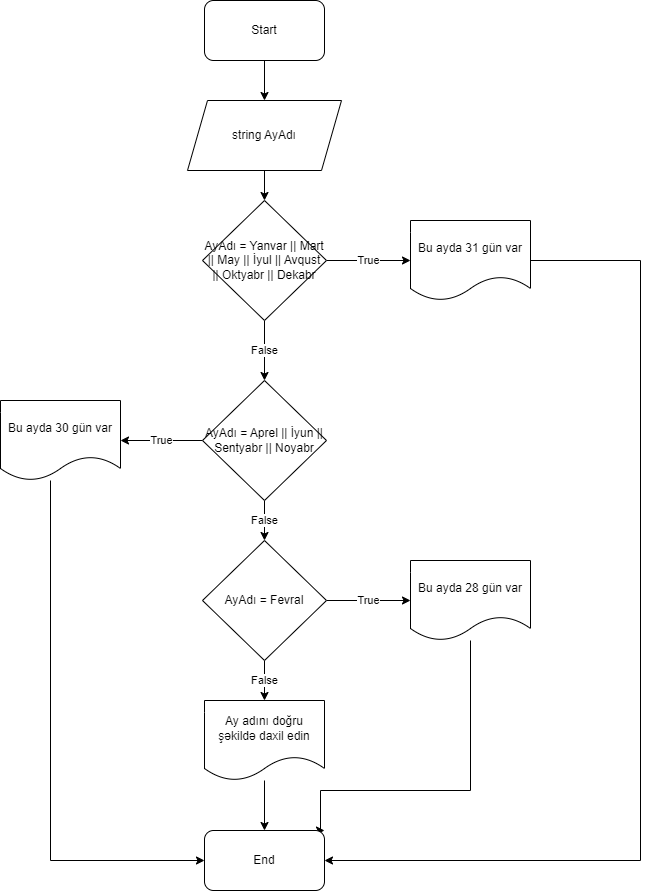 Start
string AyAdı
AyAdı = Yanvar || Mart
|| May || İyul || Avqust
|| Oktyabr || Dekabr
True
Bu ayda 31 gün var
False
Bu ayda 30 gün var
True
AyAdı = Aprel || İyun ||
Sentyabr || Noyabr
False
AyAdı = Fevral
True
Bu ayda 28 gün var
False
Ay adını doğru
şəkildə daxil edin
End